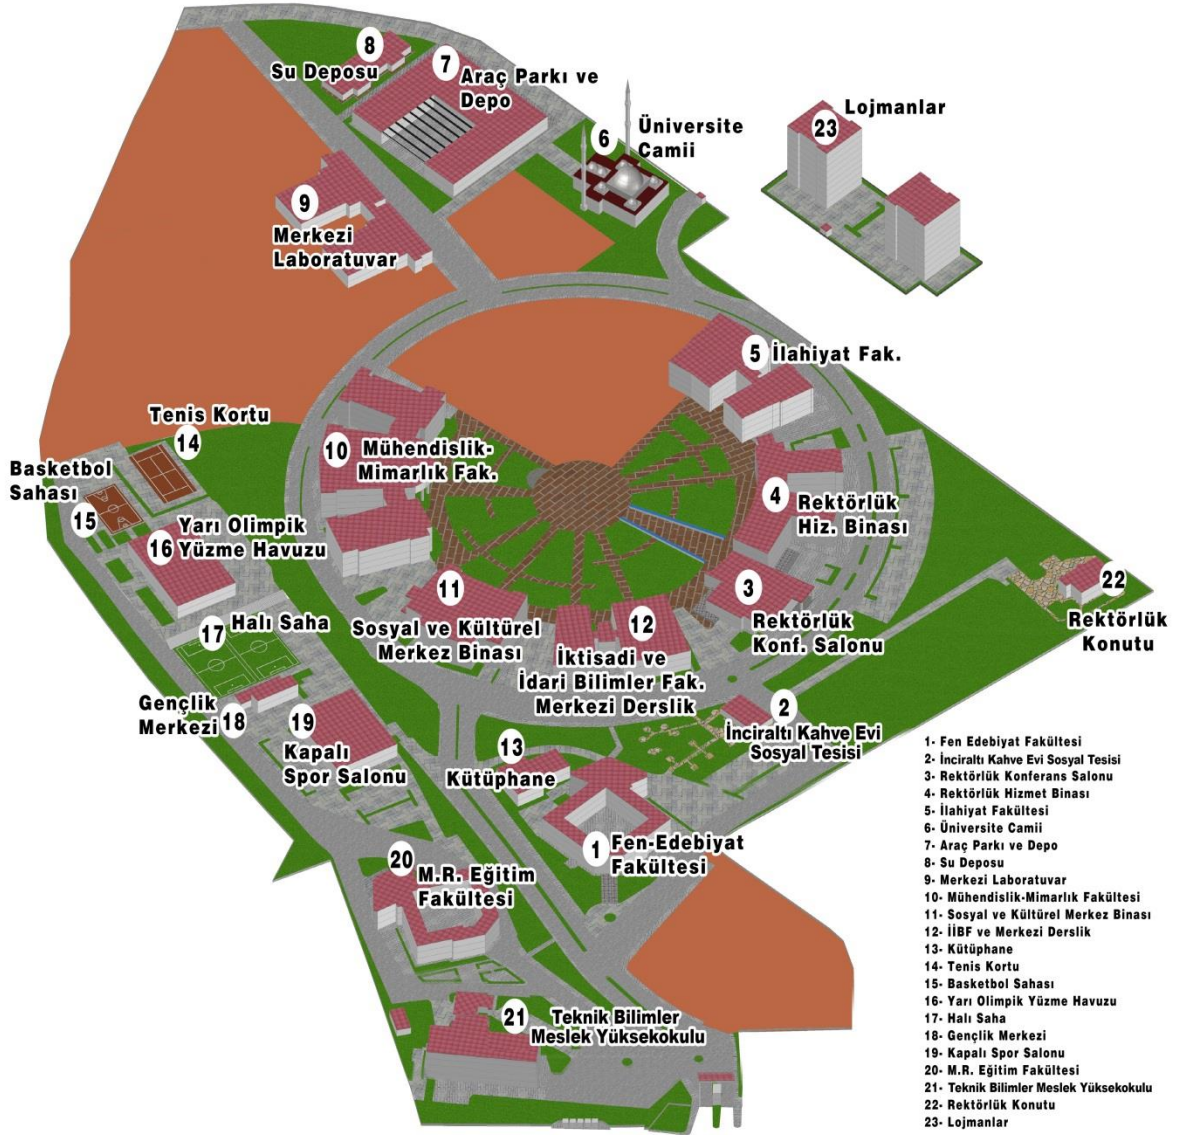 8
Su Deposu
7
Araç Parkı ve
Depo
6
Üniversite
Camii
23
Lojmanlar
9
Merkezi
Laboratuvar
5 İlahiyat Fak.
Tenis Kortu
14
10 Mühendislik-
Mimarlık Fak.
Basketbol
Sahası
15
4
Rektörlük
Hiz. Binası
16
Yarı Olimpik
Yüzme Havuzu
22
Rektörlük
Konutu
11
Sosyal ve Kültürel
Merkez Binası
3
Rektörlük
Konf. Salonu
17 Halı Saha
12
İktisadi ve
İdari Bilimler Fak.
Merkezi Derslik
Gençlik
Merkezi
18
19
Kapalı
Spor Salonu
2
İnciraltı Kahve Evi
Sosyal Tesisi
13
Kütüphane
1 Fen-Edebiyat
Fakültesi
20
M.R. Eğitim
Fakültesi
21 Teknik Bilimler
Meslek Yüksekokulu
1- Fen Edebiyat Fakültesi
2- İnciraltı Kahve Evi Sosyal Tesisi
3- Rektörlük Konferans Salonu
4- Rektörlük Hizmet Binası
5- İlahiyat Fakültesi
6- Üniversite Camii
7- Araç Parkı ve Depo
8- Su Deposu
9- Merkezi Laboratuvar
10- Mühendislik-Mimarlık Fakültesi
11- Sosyal ve Kültürel Merkez Binası
12- İİBF ve Merkezi Derslik
13- Kütüphane
14- Tenis Kortu
15- Basketbol Sahası
16- Yarı Olimpik Yüzme Havuzu
17- Halı Saha
18- Gençlik Merkezi
19- Kapalı Spor Salonu
20- M.R. Eğitim Fakültesi
21- Teknik Bilimler Meslek Yüksekokulu
22- Rektörlük Konutu
23- Lojmanlar